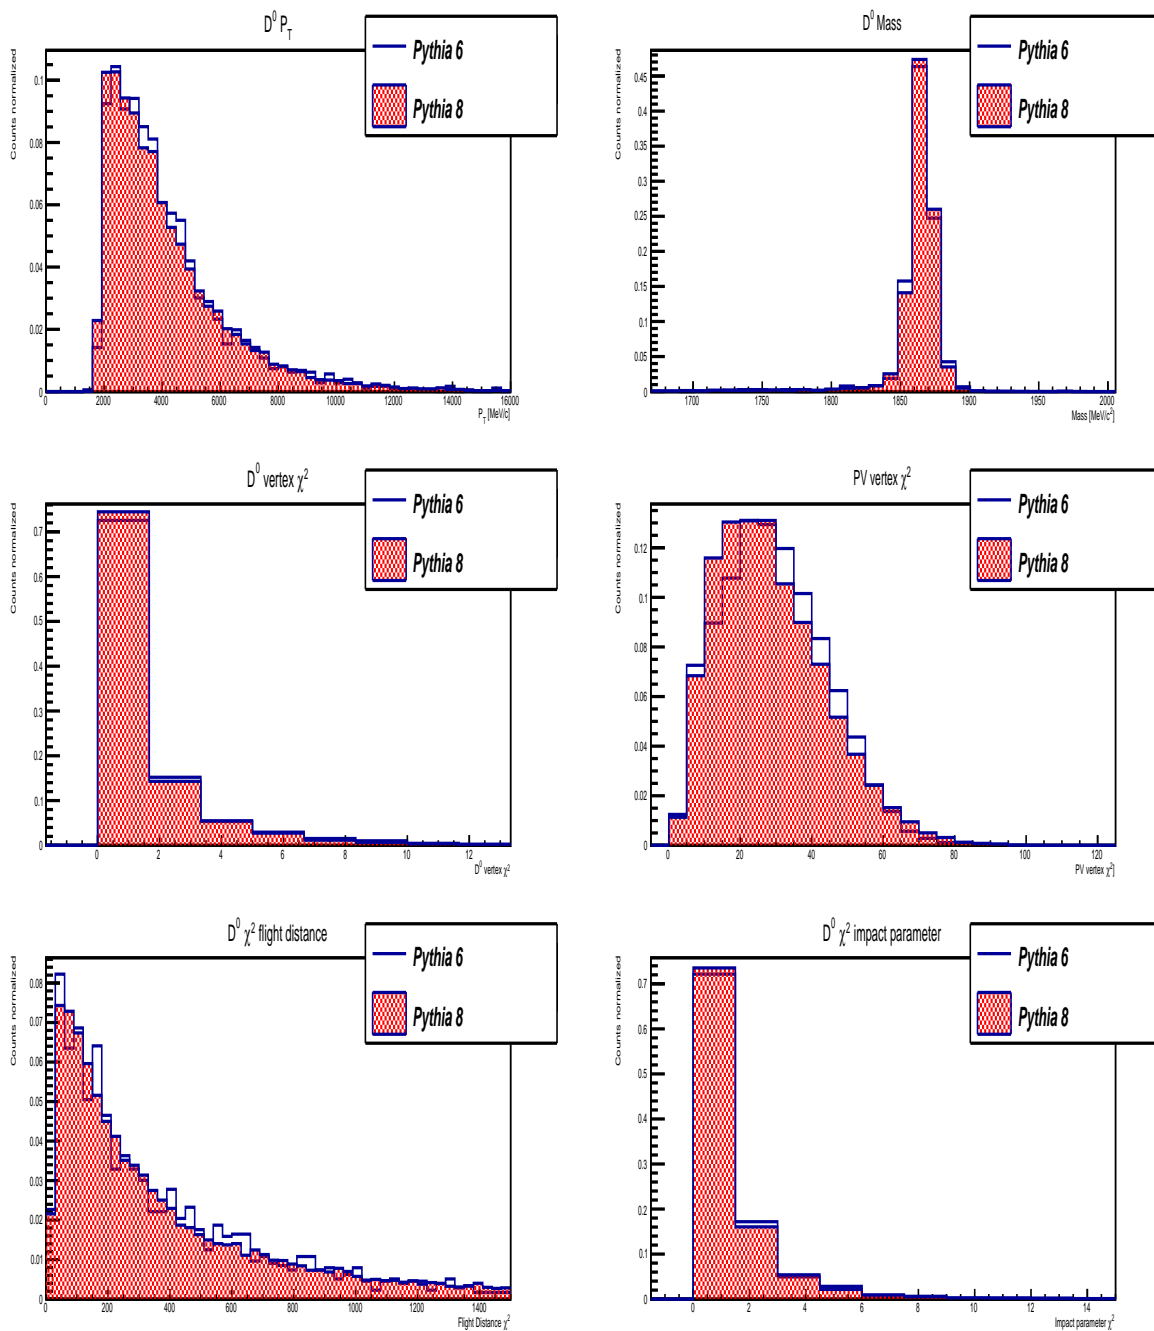 D⁰ P_T
Counts normalized
0.1
0.08
0.06
0.04
0.02
0
0 2000 4000 6000 8000 10000 12000 14000 16000
P_T [MeV/c]
Pythia 6
Pythia 8
D⁰ Mass
Counts normalized
0.45
0.4
0.35
0.3
0.25
0.2
0.15
0.1
0.05
0
1700 1750 1800 1850 1900 1950 2000
Mass [MeV/c²]
Pythia 6
Pythia 8
D⁰ vertex χ²
Counts normalized
0.7
0.6
0.5
0.4
0.3
0.2
0.1
0
0 2 4 6 8 10 12
D⁰ vertex χ²
Pythia 6
Pythia 8
PV vertex χ²
Counts normalized
0.12
0.1
0.08
0.06
0.04
0.02
0
0 20 40 60 80 100 120
PV vertex χ²]
Pythia 6
Pythia 8
D⁰ χ² flight distance
Counts normalized
0.08
0.07
0.06
0.05
0.04
0.03
0.02
0.01
0
0 200 400 600 800 1000 1200 1400
Flight Distance χ²
Pythia 6
Pythia 8
D⁰ χ² impact parameter
Counts normalized
0.7
0.6
0.5
0.4
0.3
0.2
0.1
0
0 2 4 6 8 10 12 14
Impact parameter χ²
Pythia 6
Pythia 8